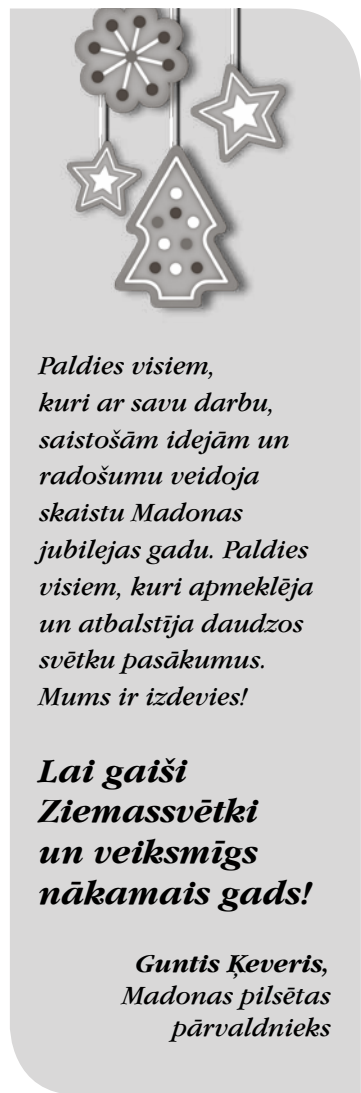 Paldies visiem,
kuri ar savu darbu,
saistošām idejām un
radošumu veidoja
skaistu Madonas
jubilejas gadu. Paldies
visiem, kuri apmeklēja
un atbalstīja daudzos
svētku pasākumus.
Mums ir izdevies!
Lai gaiši
Ziemassvētki
un veiksmīgs
nākamais gads!
Guntis Ķeveris,
Madonas pilsētas
pārvaldnieks